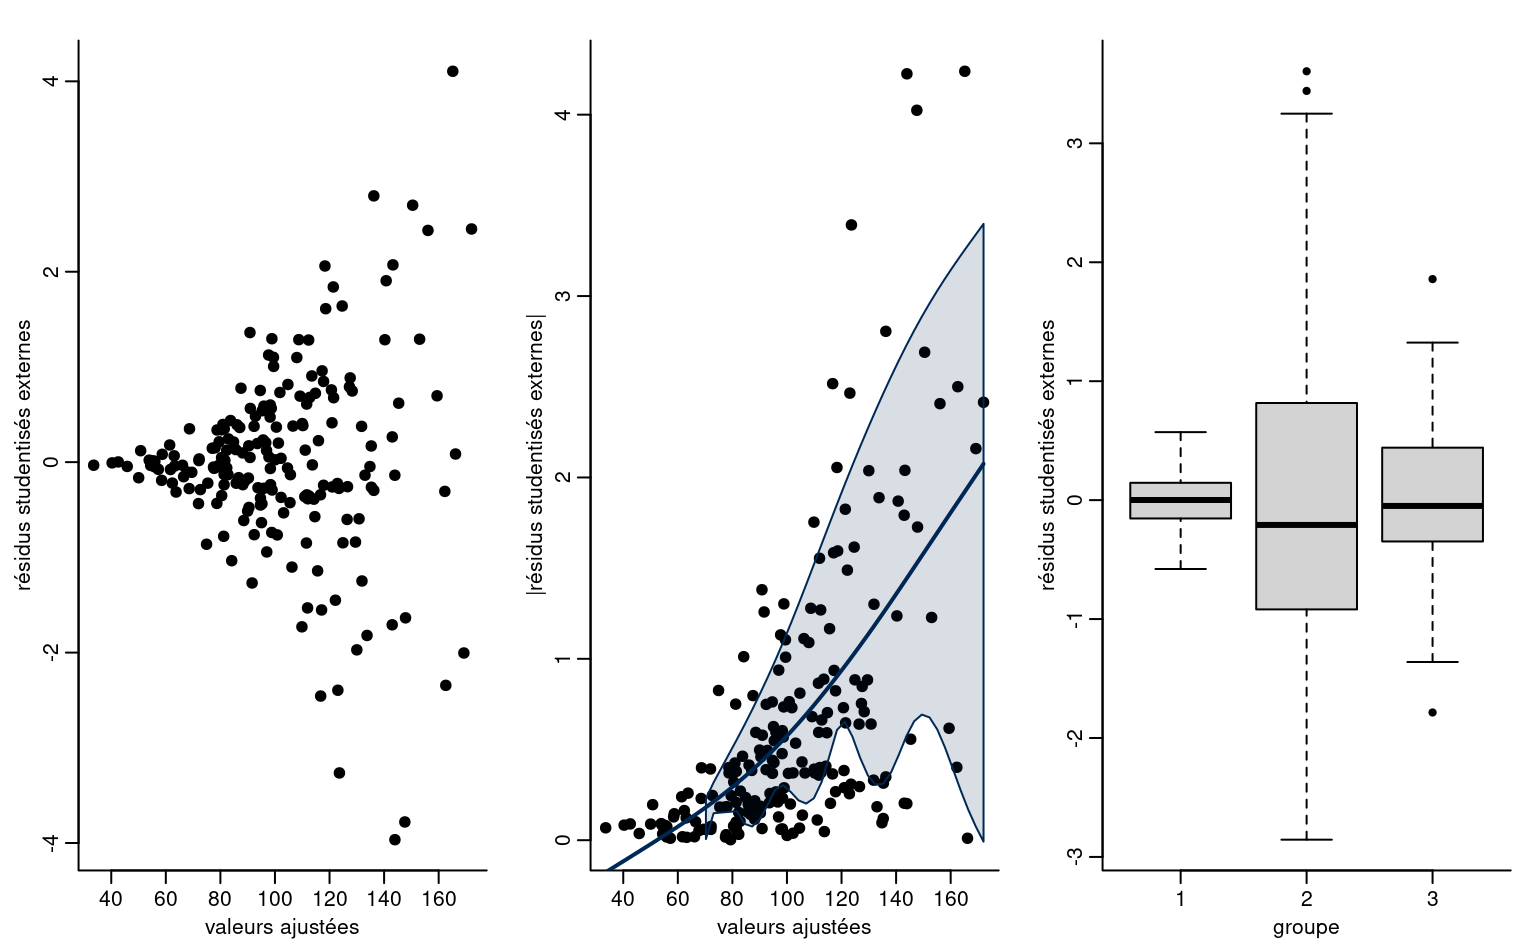 résidus studentisés externes
4
2
0
-2
-4
40 60 80 100 120 140 160
valeurs ajustées
|résidus studentisés externes|
4
3
2
1
0
40 60 80 100 120 140 160
valeurs ajustées
résidus studentisés externes
3
2
1
0
-1
-2
-3
1 2 3
groupe